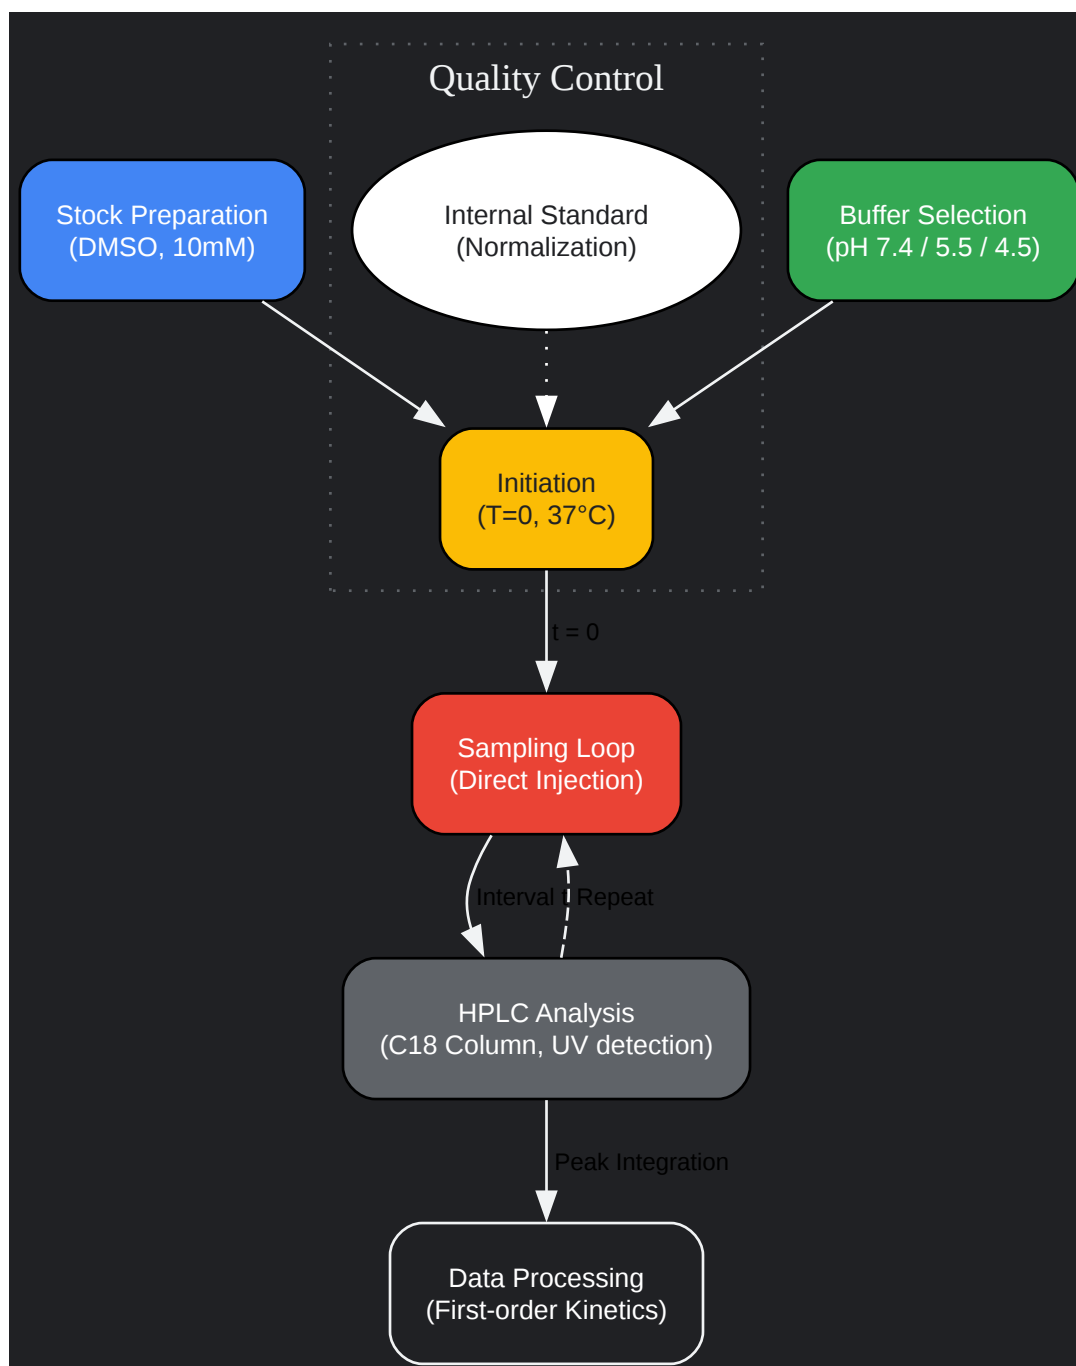 Quality Control
Stock Preparation
(DMSO, 10mM)
Internal Standard
(Normalization)
Buffer Selection
(pH 7.4 / 5.5 / 4.5)
Initiation
(T=0, 37°C)
t = 0
Sampling Loop
(Direct Injection)
Interval t
Repeat
HPLC Analysis
(C18 Column, UV detection)
Peak Integration
Data Processing
(First-order Kinetics)